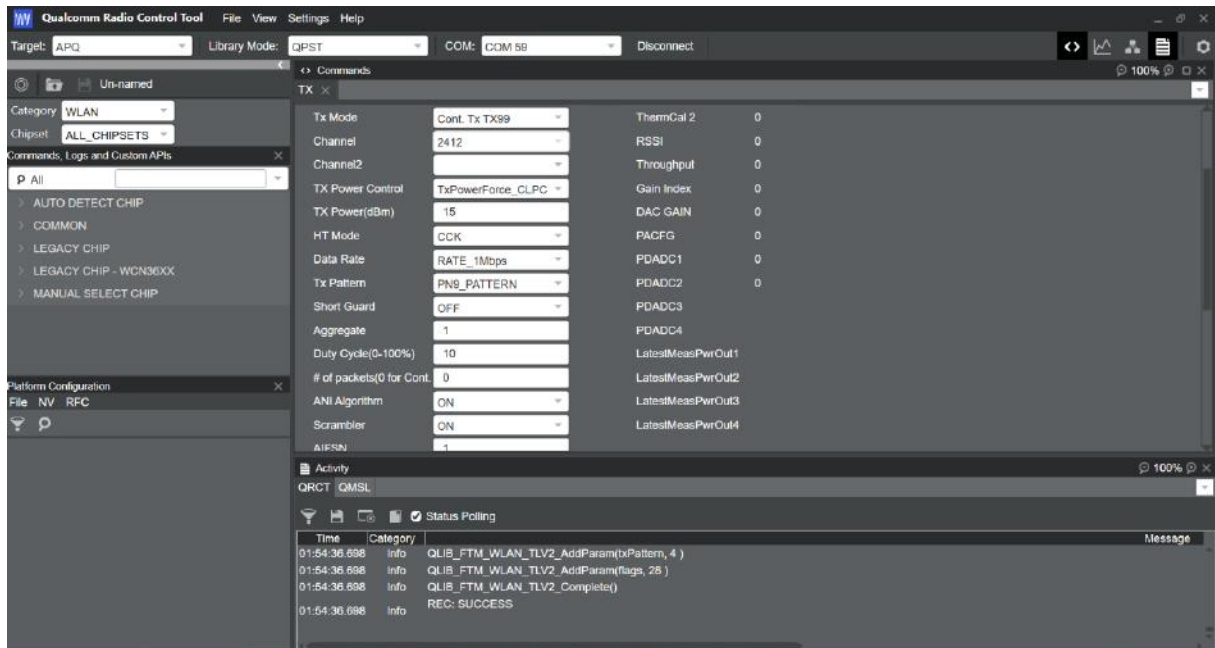 Qualcomm Radio Control Tool File View Settings Help
Target: APQ Library Mode: QPST COM: COM 59 Disconnect
Un-named
Category WLAN
Chipset ALL_CHIPSETS
Commands, Logs and Custom APIs
All
AUTO DETECT CHIP
COMMON
LEGACY CHIP
LEGACY CHIP - WCN36XX
MANUAL SELECT CHIP
Platform Configuration
File NV RFC
Commands 100%
TX
Tx Mode Cont. Tx TX99 ThermCal 2 0
Channel 2412 RSSI 0
Channel2 Throughput 0
TX Power Control TxPowerForce_CLPC Gain Index 0
TX Power(dBm) 15 DAC GAIN 0
HT Mode CCK PACFG 0
Data Rate RATE_1Mbps PDADC1 0
Tx Pattern PN9_PATTERN PDADC2 0
Short Guard OFF PDADC3
Aggregate 1 PDADC4
Duty Cycle(0-100%) 10 LatestMeasPwrOut1
# of packets(0 for Cont. 0 LatestMeasPwrOut2
ANI Algorithm ON LatestMeasPwrOut3
Scrambler ON LatestMeasPwrOut4
AIFSN 1
Activity 100%
QRCT QMSL
Status Polling
Time Category Message
01:54:36.698 Info QLIB_FTM_WLAN_TLV2_AddParam(txPattern, 4 )
01:54:36.698 Info QLIB_FTM_WLAN_TLV2_AddParam(flags, 28 )
01:54:36.698 Info QLIB_FTM_WLAN_TLV2_Complete()
01:54:36.698 Info REC: SUCCESS